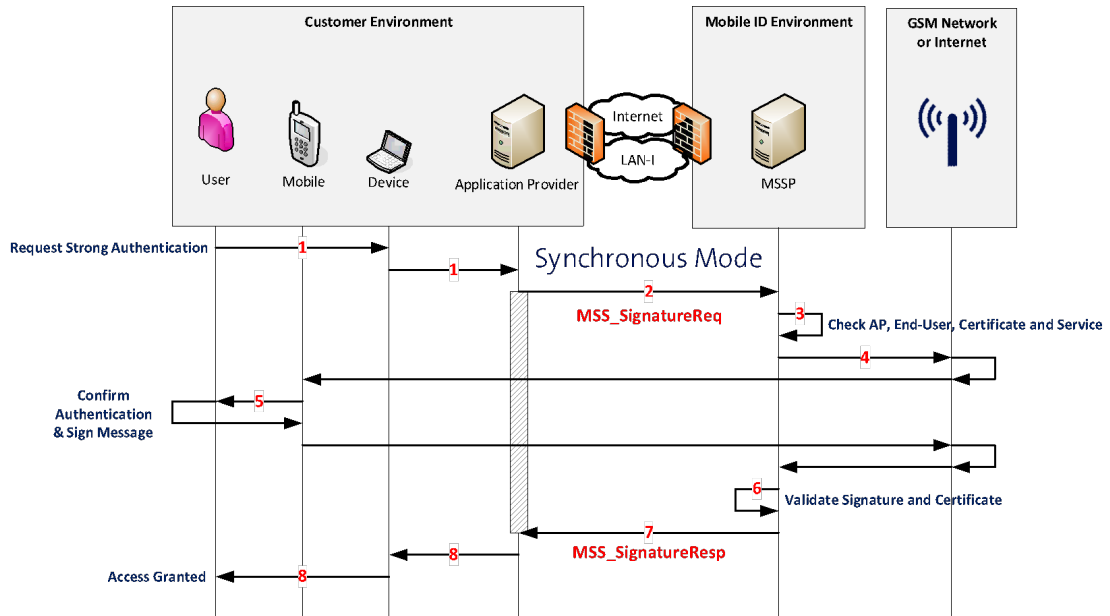 Customer Environment
Mobile ID Environment
GSM Network
or Internet
Internet
LAN-I
User
Mobile
Device
Application Provider
MSSP
Request Strong Authentication
1
1
Synchronous Mode
2
MSS_SignatureReq
3
Check AP, End-User, Certificate and Service
4
Confirm
Authentication
& Sign Message
5
6
Validate Signature and Certificate
7
MSS_SignatureResp
8
Access Granted
8